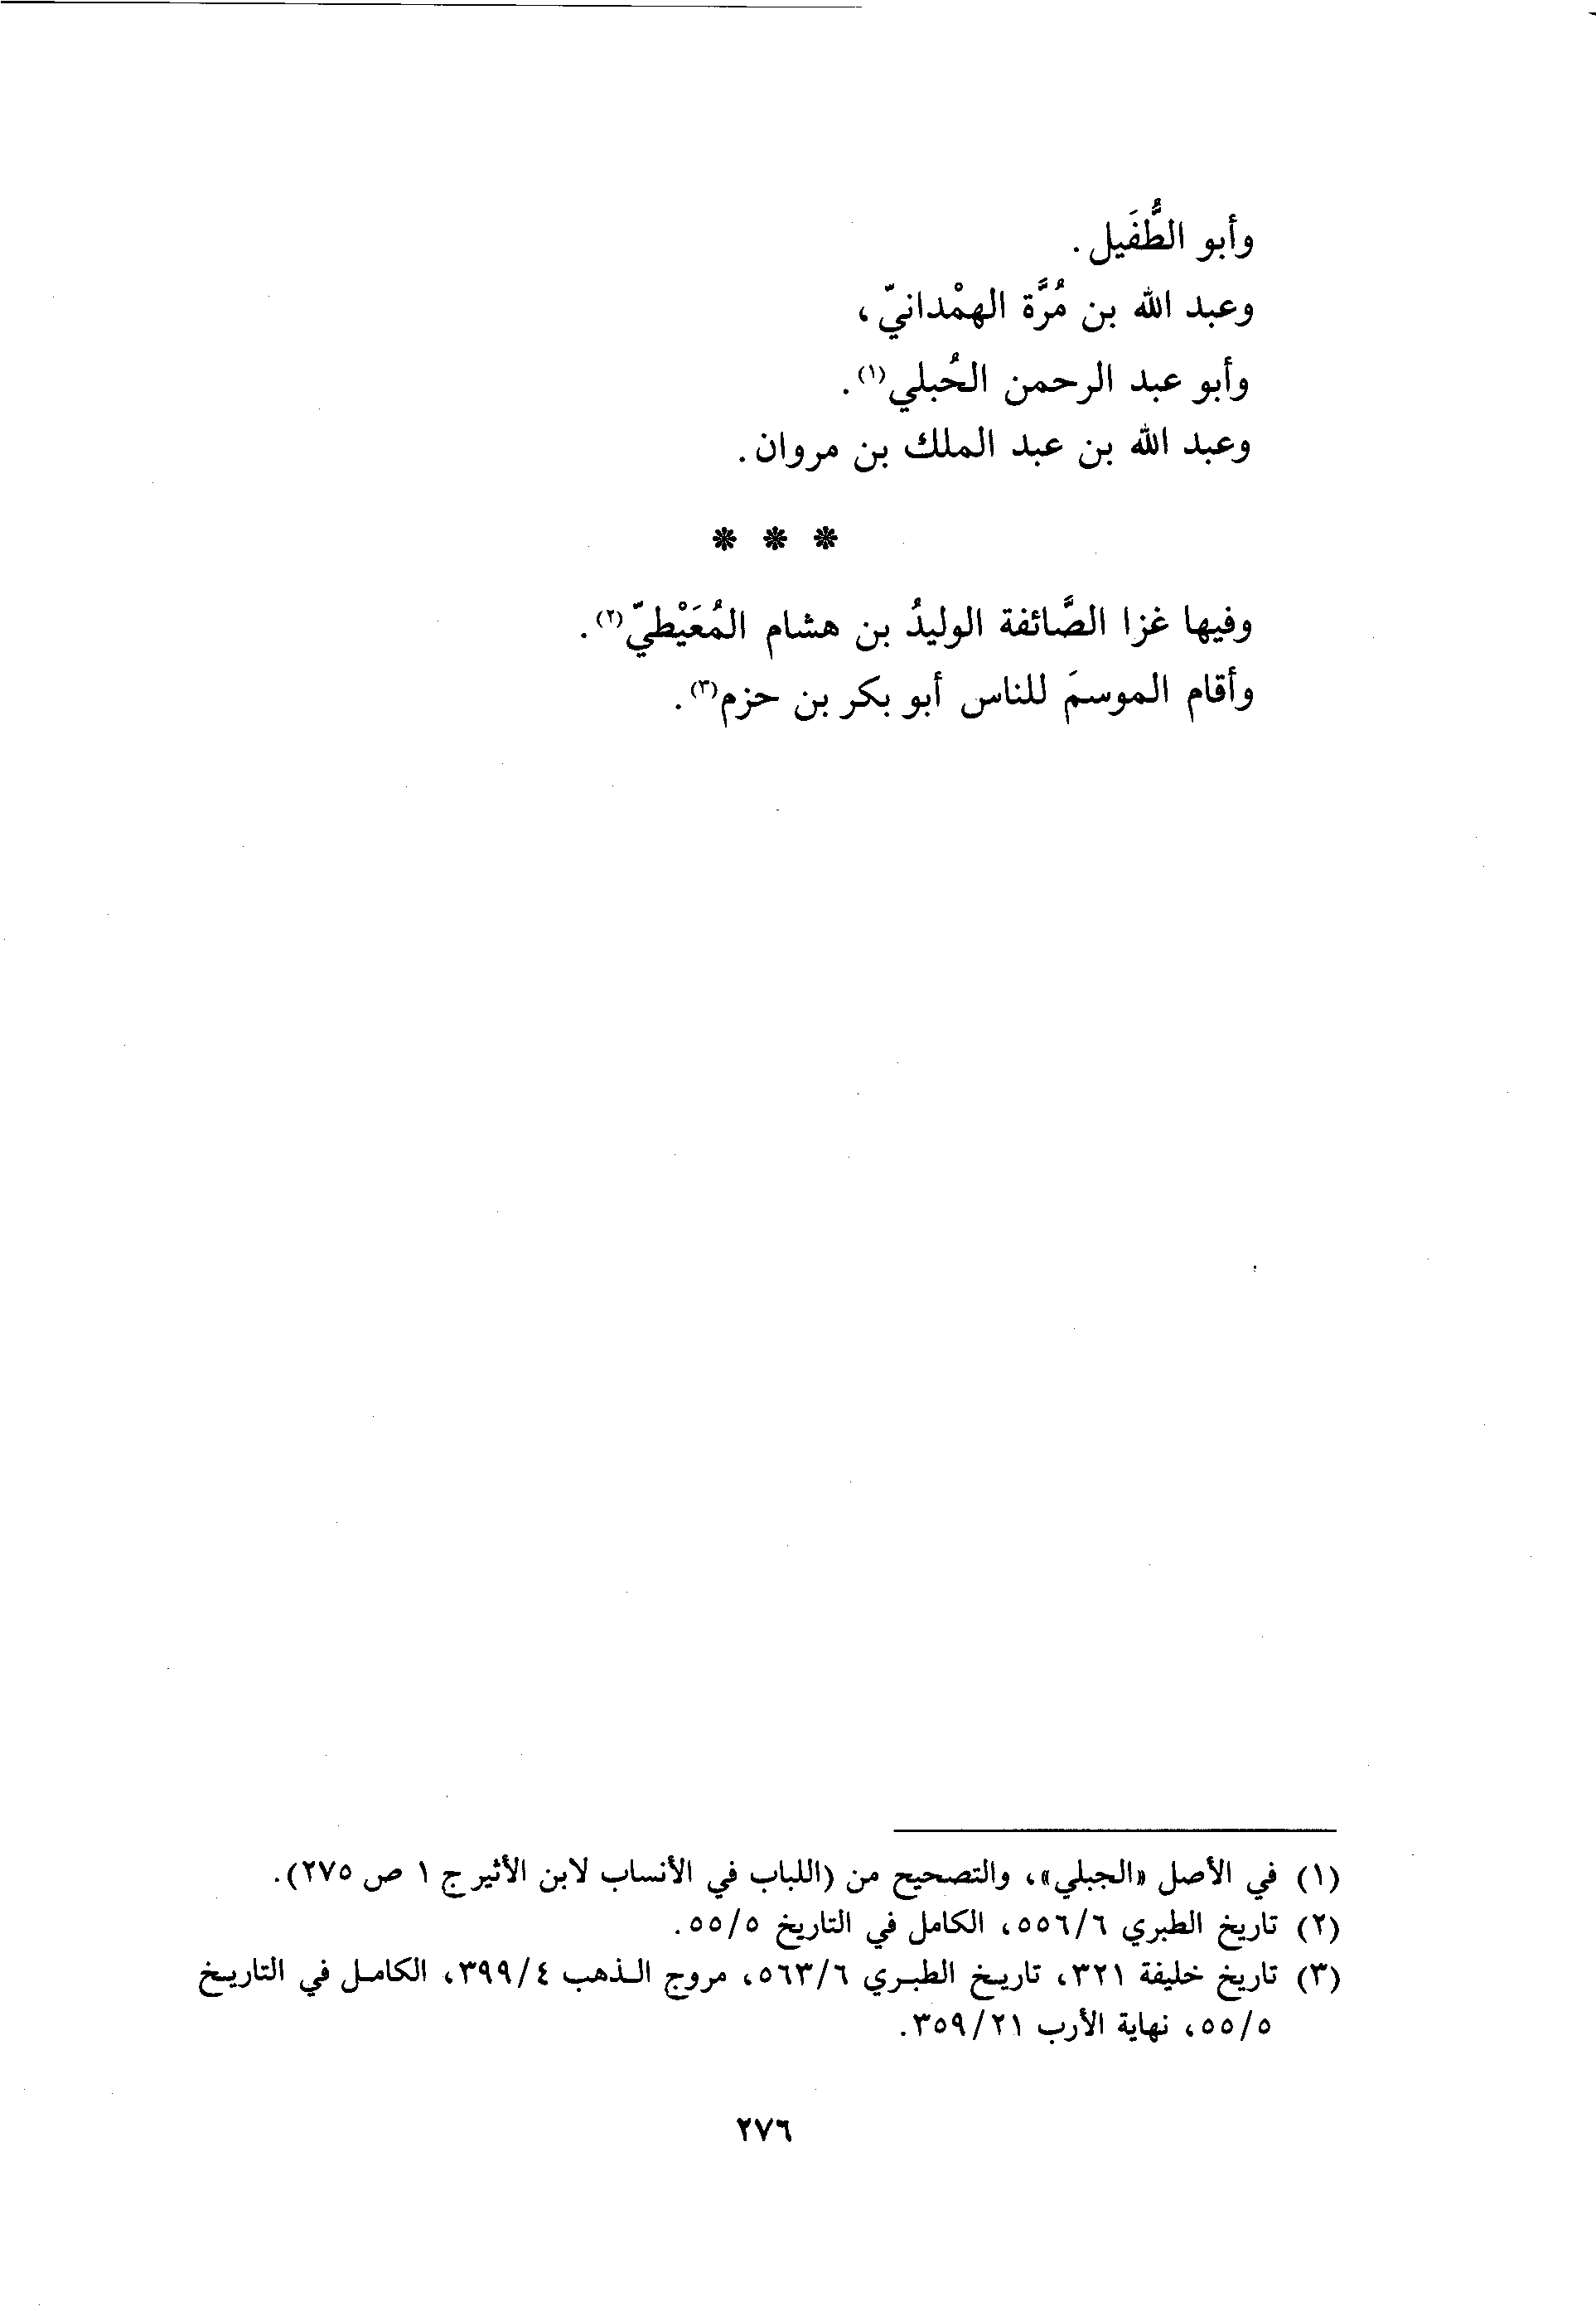 وأبو الطُّفَيل.
وعبد الله بن مُرَّة الهمْدانيّ،
وأبو عبد الرحمن الحُبلي(١).
وعبد الله بن عبد الملك بن مروان.
* * *
وفيها غزا الصَّائفة الوليدُ بن هشام المُعَيْطيّ(٢).
وأقام الموسمَ للناس أبو بكر بن حزم(٣).
(١) في الأصل «الجبلي»، والتصحيح من (اللباب في الأنساب لابن الأثير ج ١ ص ٢٧٥).
(٢) تاريخ الطبري ٥٥٦/٦، الكامل في التاريخ ٥٥/٥.
(٣) تاريخ خليفة ٣٢١، تاريخ الطبري ٥٦٣/٦، مروج الذهب ٣٩٩/٤، الكامل في التاريخ
٥٥/٥، نهاية الأرب ٣٥٩/٢١.
٢٧٦